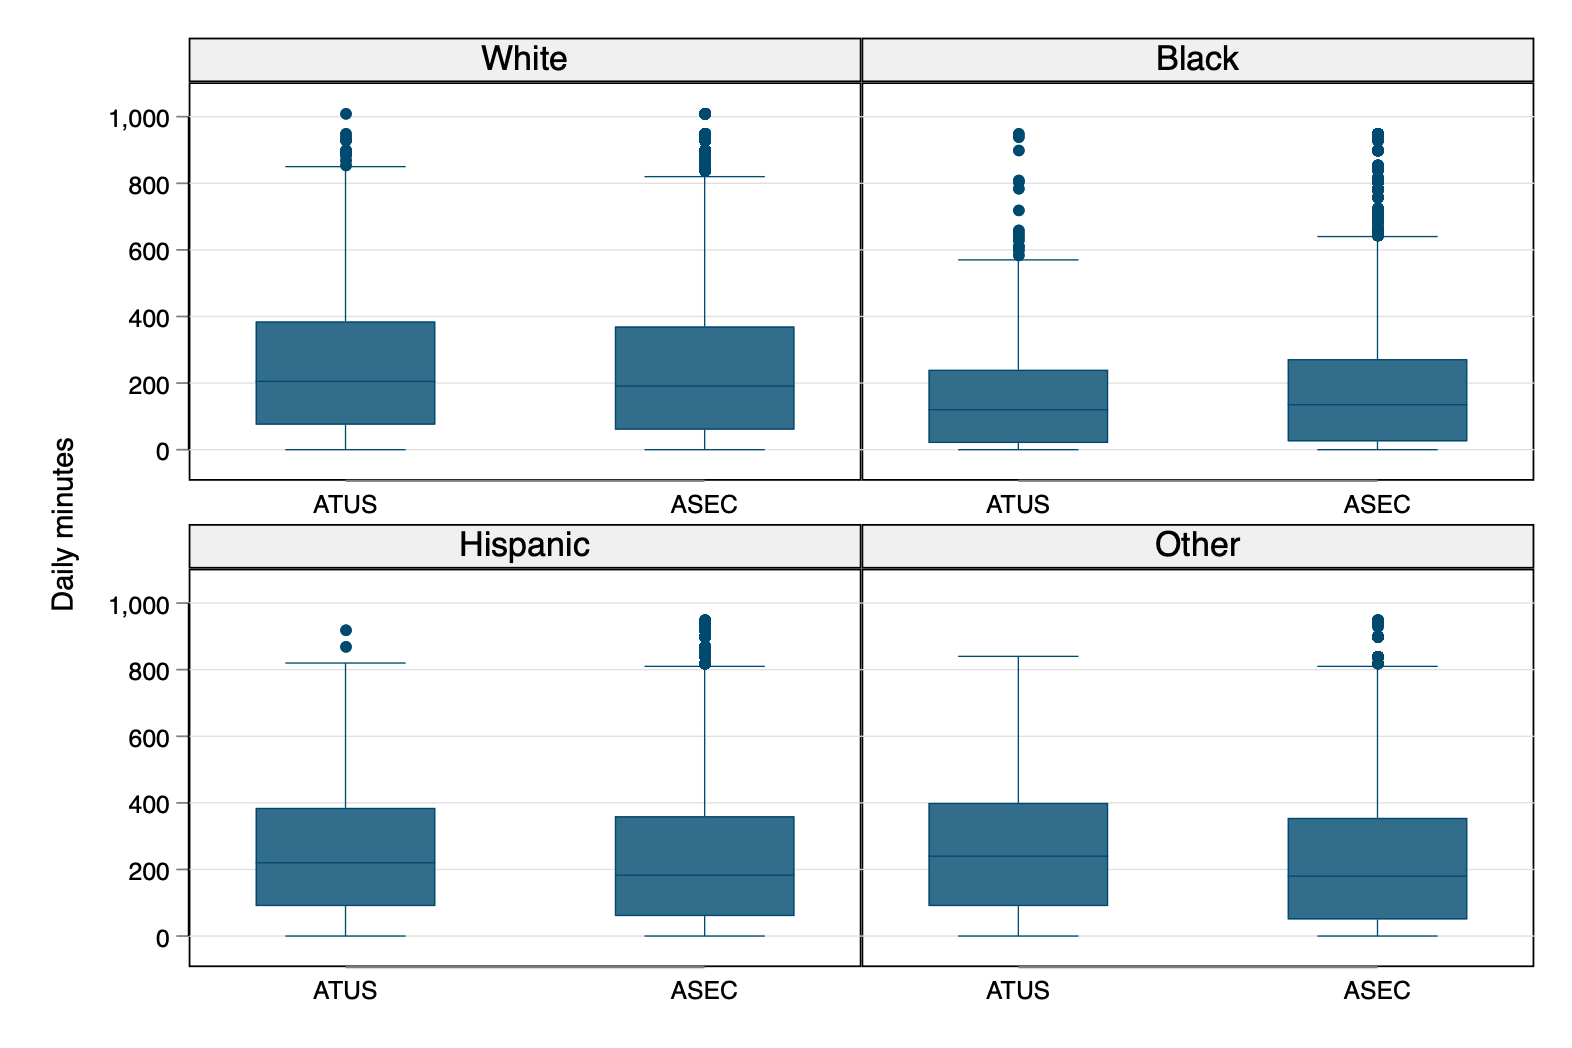 Daily minutes
White
Black
1,000
800
600
400
200
0
ATUS
ASEC
ATUS
ASEC
Hispanic
Other
1,000
800
600
400
200
0
ATUS
ASEC
ATUS
ASEC